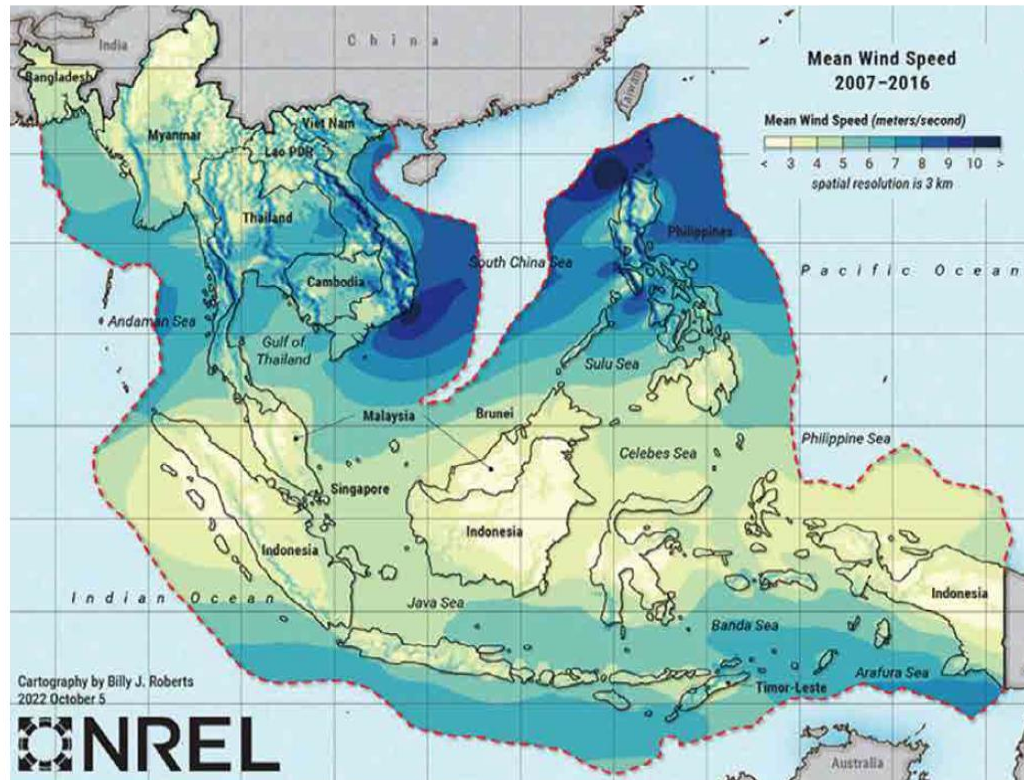 India
China
Bangladesh
Taiwan
Mean Wind Speed
2007–2016
Mean Wind Speed (meters/second)
< 3 4 5 6 7 8 9 10 >
spatial resolution is 3 km
Viet Nam
Myanmar
Lao PDR
Thailand
Philippines
South China Sea
Pacific Ocean
Cambodia
Andaman Sea
Gulf of
Thailand
Sulu Sea
Malaysia
Brunei
Philippine Sea
Celebes Sea
Singapore
Indonesia
Indonesia
Indonesia
Indian Ocean
Java Sea
Banda Sea
Arafura Sea
Timor-Leste
Cartography by Billy J. Roberts
2022 October 5
NREL
Australia